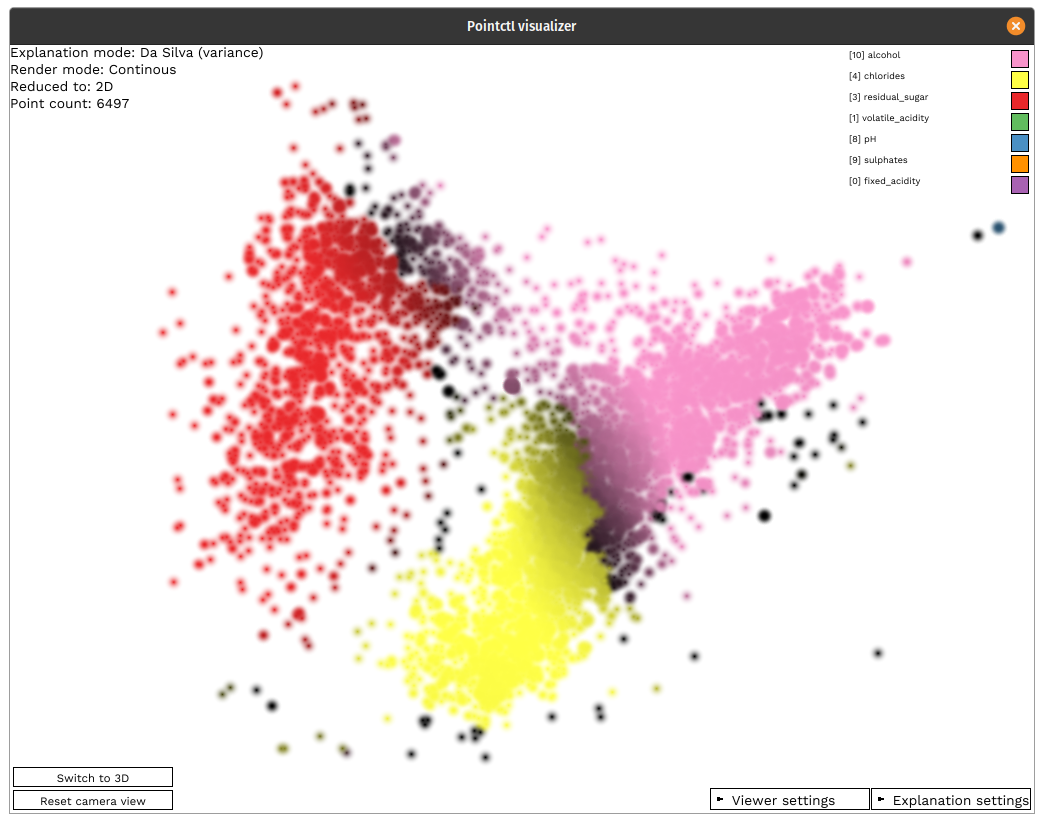 Pointctl visualizer
Explanation mode: Da Silva (variance)
Render mode: Continous
Reduced to: 2D
Point count: 6497
[10] alcohol
[4] chlorides
[3] residual_sugar
[1] volatile_acidity
[8] pH
[9] sulphates
[0] fixed_acidity
Switch to 3D
Reset camera view
Viewer settings
Explanation settings